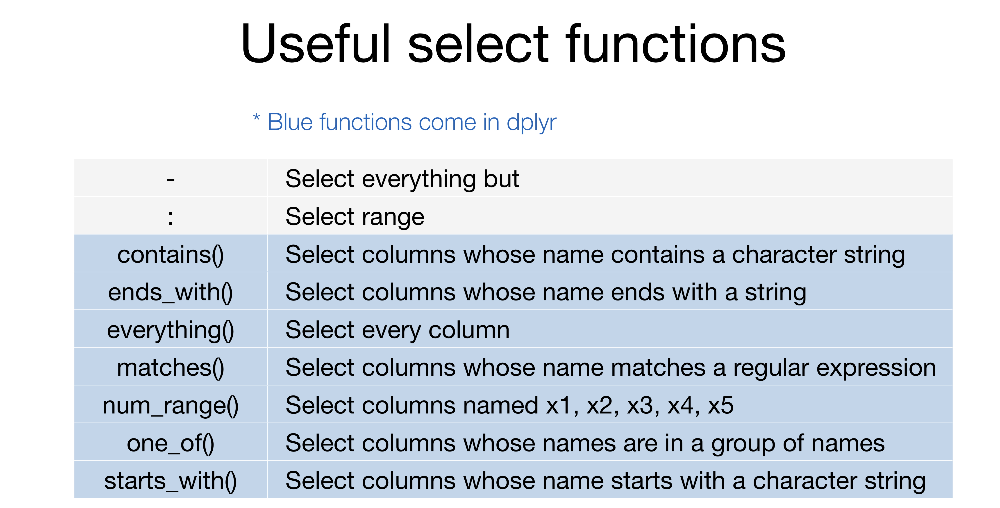 Useful select functions
* Blue functions come in dplyr
- Select everything but
: Select range
contains() Select columns whose name contains a character string
ends_with() Select columns whose name ends with a string
everything() Select every column
matches() Select columns whose name matches a regular expression
num_range() Select columns named x1, x2, x3, x4, x5
one_of() Select columns whose names are in a group of names
starts_with() Select columns whose name starts with a character string